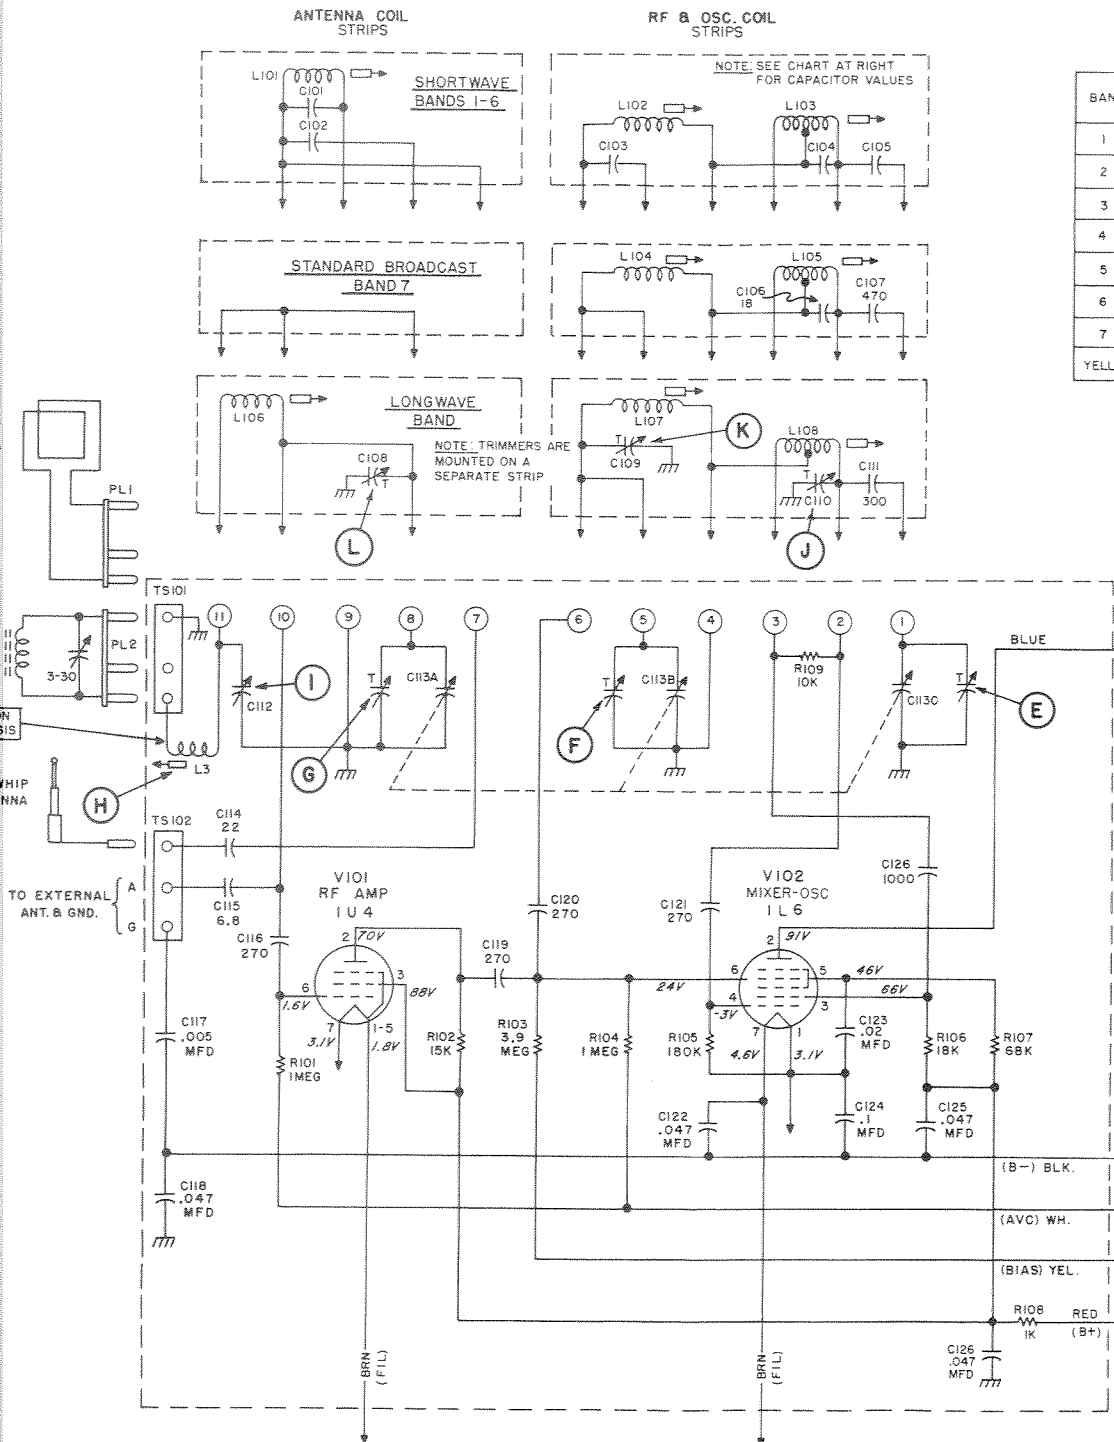 ANTENNA COIL
STRIPS
RF & OSC. COIL
STRIPS
L101
C101
C102
SHORTWAVE
BANDS 1-6
NOTE: SEE CHART AT RIGHT
FOR CAPACITOR VALUES
L102
L103
C103
C104
C105
BAN
1
2
3
4
5
6
7
YELL
STANDARD BROADCAST
BAND 7
L104
L105
C106
18
C107
470
L106
LONGWAVE
BAND
NOTE: TRIMMERS ARE
MOUNTED ON A
SEPARATE STRIP
C108
T
L
L107
T
C109
K
L108
T
C110
C111
300
J
PL1
TS101
11
10
9
8
7
6
5
4
3
2
1
BLUE
PL2
3-30
R109
10K
I
C112
T
C113A
G
T
C113B
F
C113C
T
E
ON
SIS
L3
H
WHIP
NNA
TS102
C114
22
TO EXTERNAL
ANT. & GND.
A
G
C115
6.8
C116
270
V101
RF AMP
1U4
2
70V
6
1.6V
3
88V
7
3.1V
1-5
1.8V
C119
270
C120
270
C121
270
V102
MIXER-OSC
1L6
2
91V
C126
1000
6
24V
4
-3V
5
46V
3
66V
7
4.6V
1
3.1V
C117
.005
MFD
R101
1MEG
R102
15K
R103
3.9
MEG
R104
1 MEG
R105
180K
C123
.02
MFD
R106
18K
R107
68K
C122
.047
MFD
C124
.1
MFD
C125
.047
MFD
(B-) BLK.
C118
.047
MFD
(AVC) WH.
(BIAS) YEL.
R108
1K
RED
(B+)
C126
.047
MFD
BRN
(FIL)
BRN
(FIL)